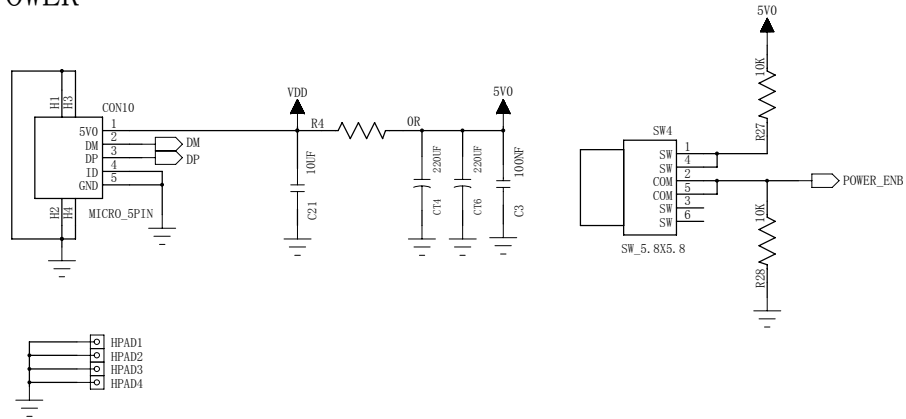 OWER
H1
H3
CON10
5V0
1
DM
2
DP
3
ID
4
GND
5
DM
DP
H2
H4
MICRO_5PIN
VDD
R4
0R
5V0
10UF
C21
220UF
CT4
220UF
CT6
100NF
C3
5V0
10K
R27
SW4
SW
1
SW
4
COM
2
COM
5
SW
3
SW
6
SW_5.8X5.8
POWER_ENB
10K
R28
HPAD1
HPAD2
HPAD3
HPAD4